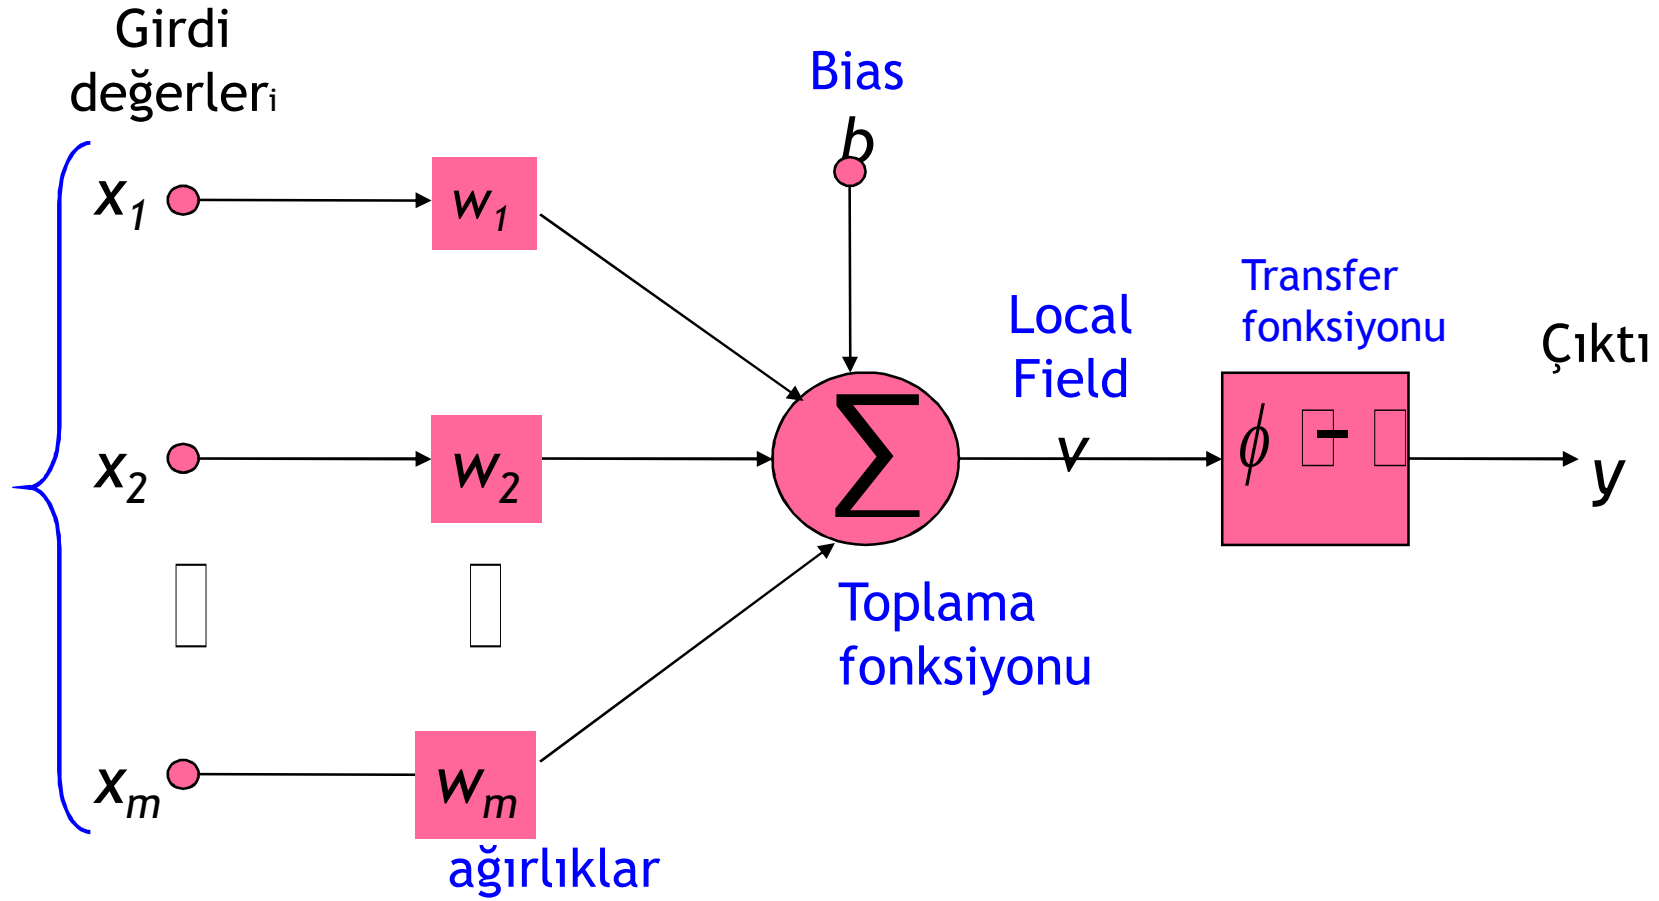 Girdi
değerleri
Bias
b
x1
w1
Transfer
fonksiyonu
Local
Field
Çıktı
∑
v
ϕ
-
x2
w2
y
Toplama
fonksiyonu
xm
wm
ağırlıklar